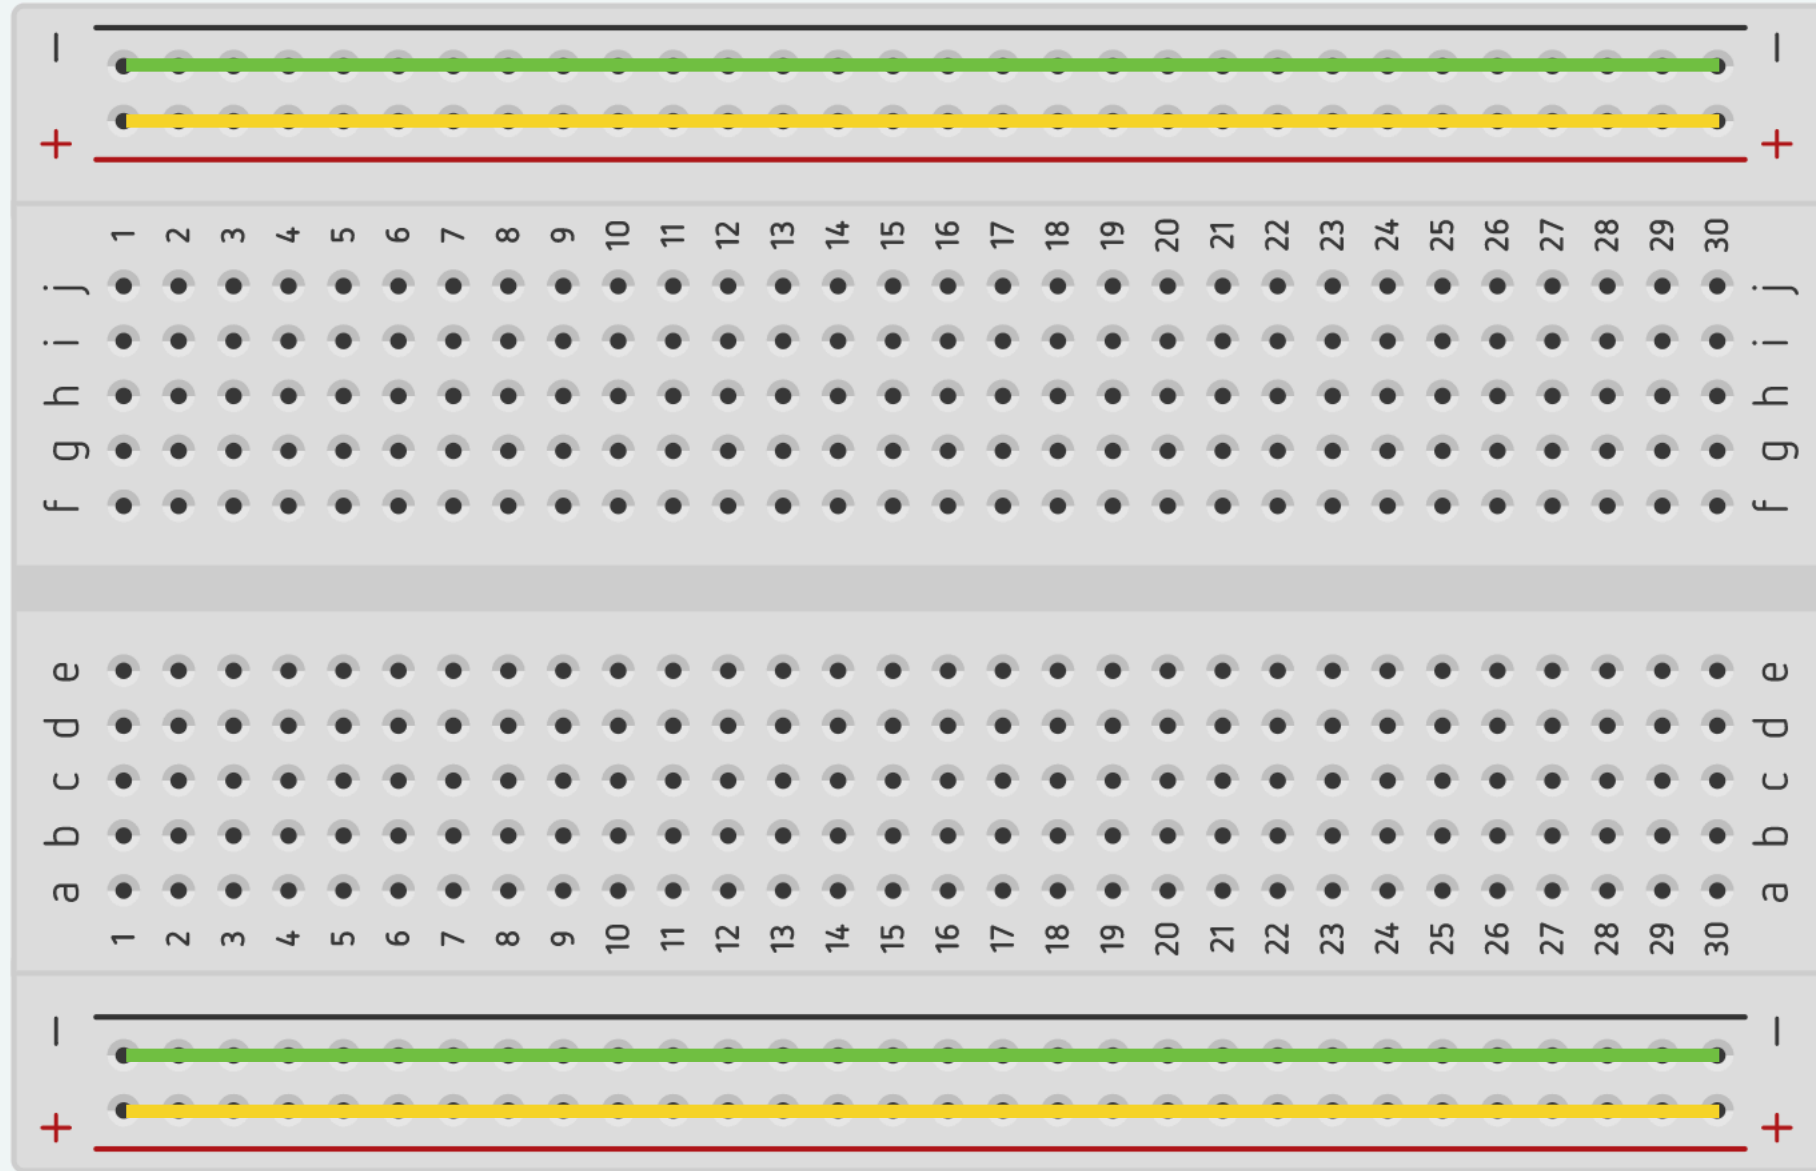 − −
+ +
1 2 3 4 5 6 7 8 9 10 11 12 13 14 15 16 17 18 19 20 21 22 23 24 25 26 27 28 29 30
j j
i i
h h
g g
f f
e e
d d
c c
b b
a a
1 2 3 4 5 6 7 8 9 10 11 12 13 14 15 16 17 18 19 20 21 22 23 24 25 26 27 28 29 30
− −
+ +